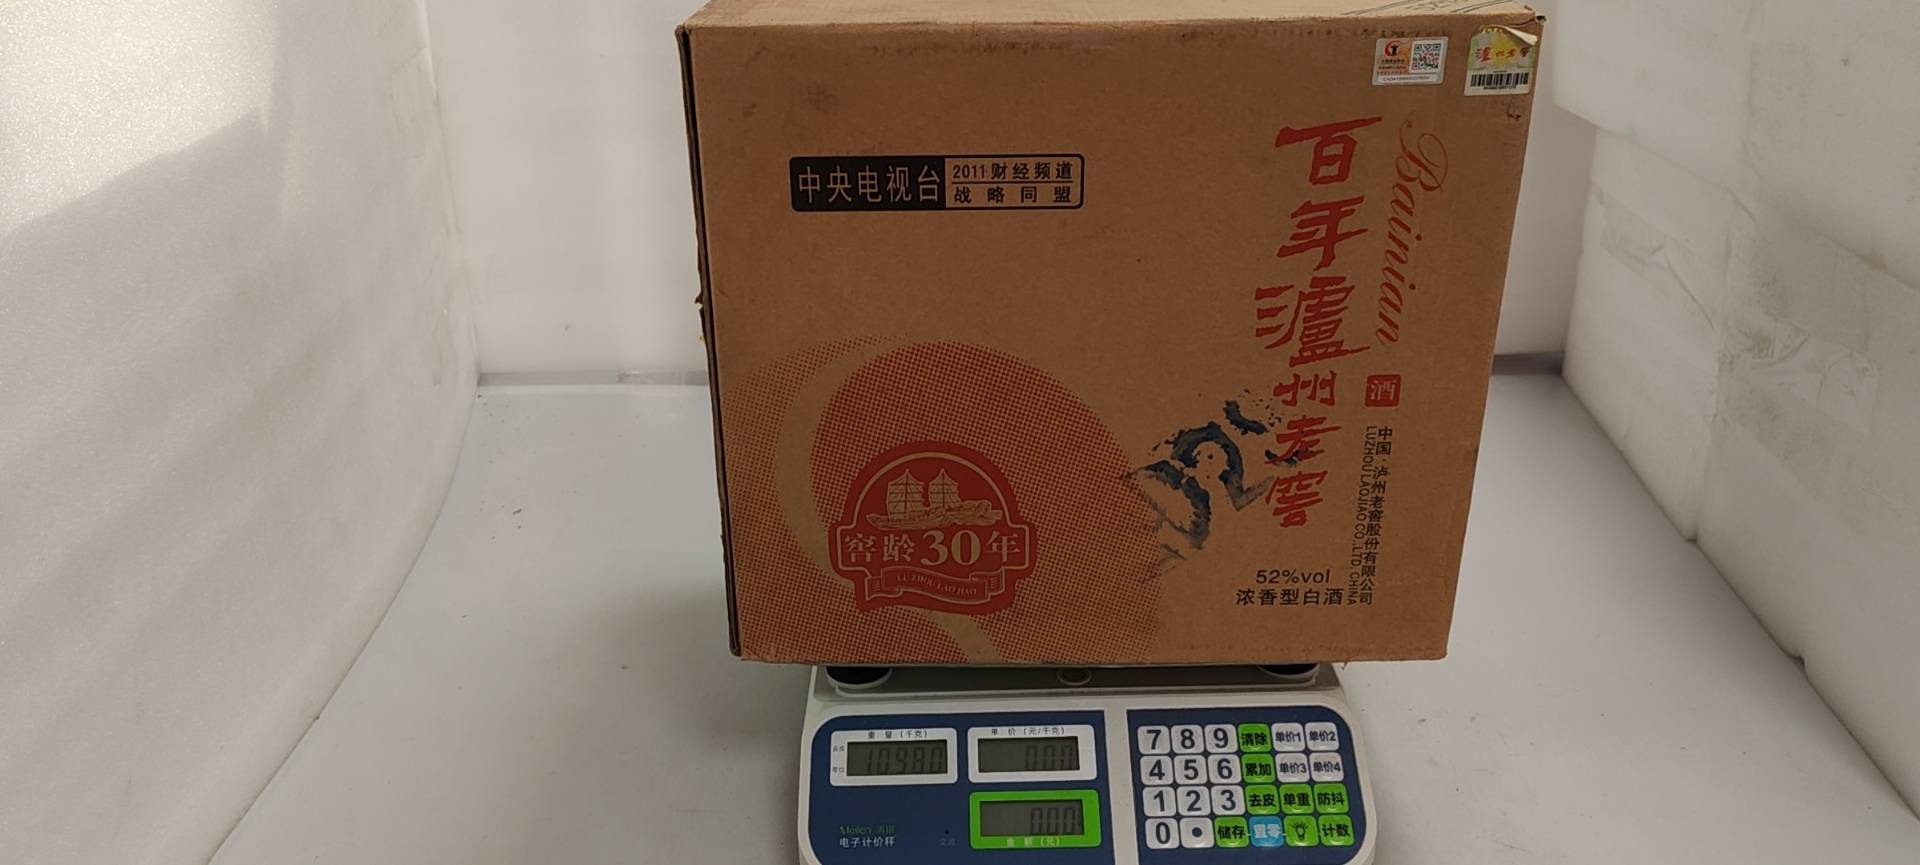 中央电视台
2011财经频道
战略同盟
百年泸州老窖
Bainian
酒
中国·泸州老窖股份有限公司
LUZHOU LAOJIAO CO.,LTD.CHINA
窖龄30年
LU ZHOU LAO JIAO
52%vol
浓香型白酒
重量(千克)
10.980
单价(元/千克)
0.00
0.00
金额(元)
Meilen
电子计价秤
7 8 9 清除 单价1 单价2
4 5 6 累加 单价3 单价4
1 2 3 去皮 单重 防抖
0 • 储存 置零 计数